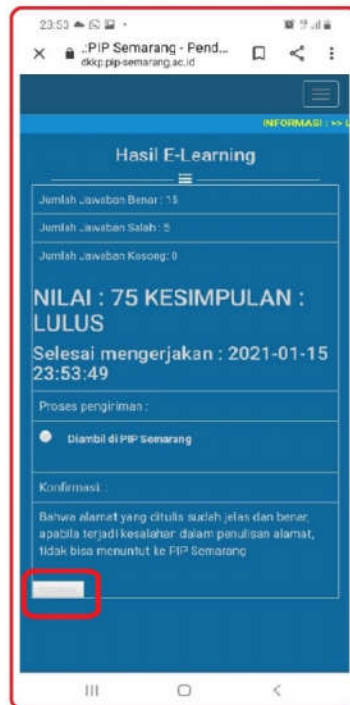 23:53
.:PIP Semarang - Pend...
dkkp.pip-semarang.ac.id
INFORMASI : >> L
Hasil E-Learning
Jumlah Jawaban Benar : 15
Jumlah Jawaban Salah : 5
Jumlah Jawaban Kosong: 0
NILAI : 75 KESIMPULAN :
LULUS
Selesai mengerjakan : 2021-01-15
23:53:49
Proses pengiriman :
Diambil di PIP Semarang
Konfirmasi :
Bahwa alamat yang ditulis sudah jelas dan benar,
apabila terjadi kesalahan dalam penulisan alamat,
tidak bisa menuntut ke PIP Semarang